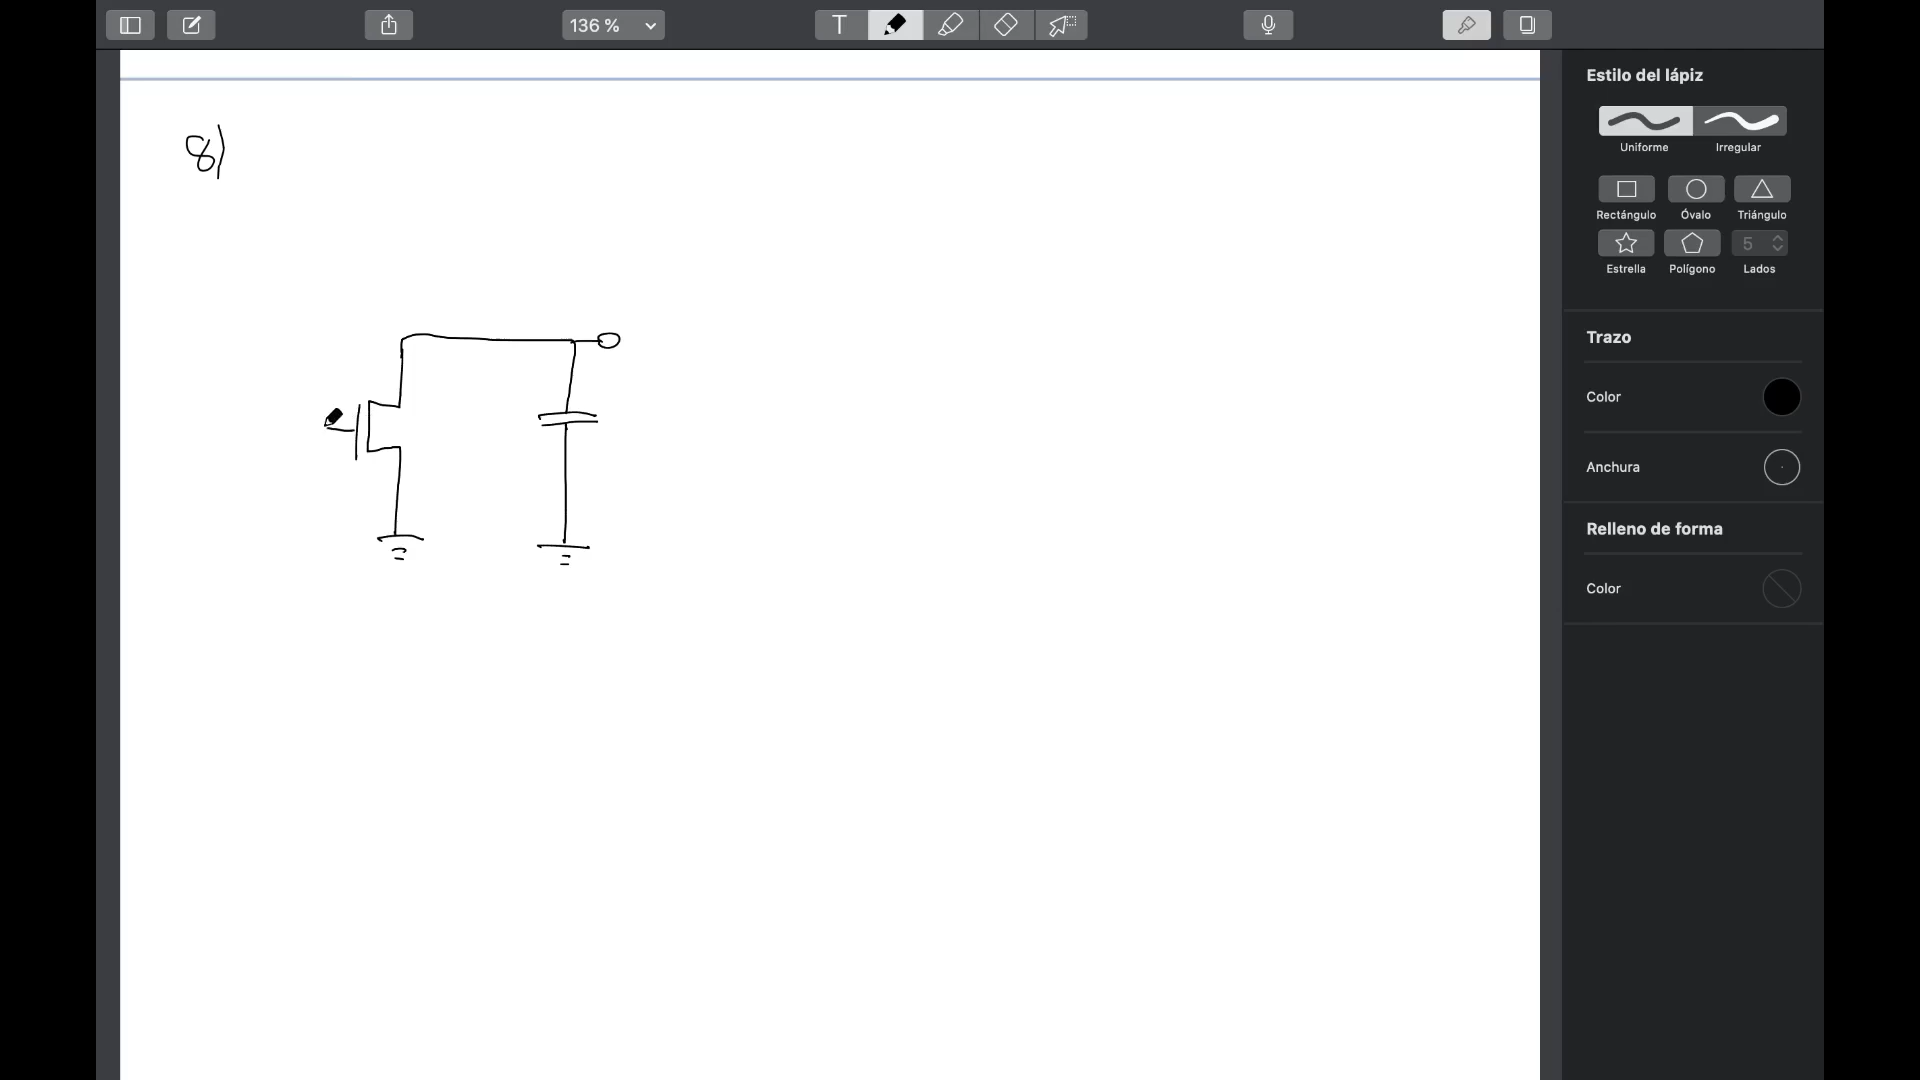 136 %
T
Estilo del lápiz
Uniforme
Irregular
Rectángulo
Óvalo
Triángulo
5
Estrella
Polígono
Lados
Trazo
Color
Anchura
Relleno de forma
Color
8)